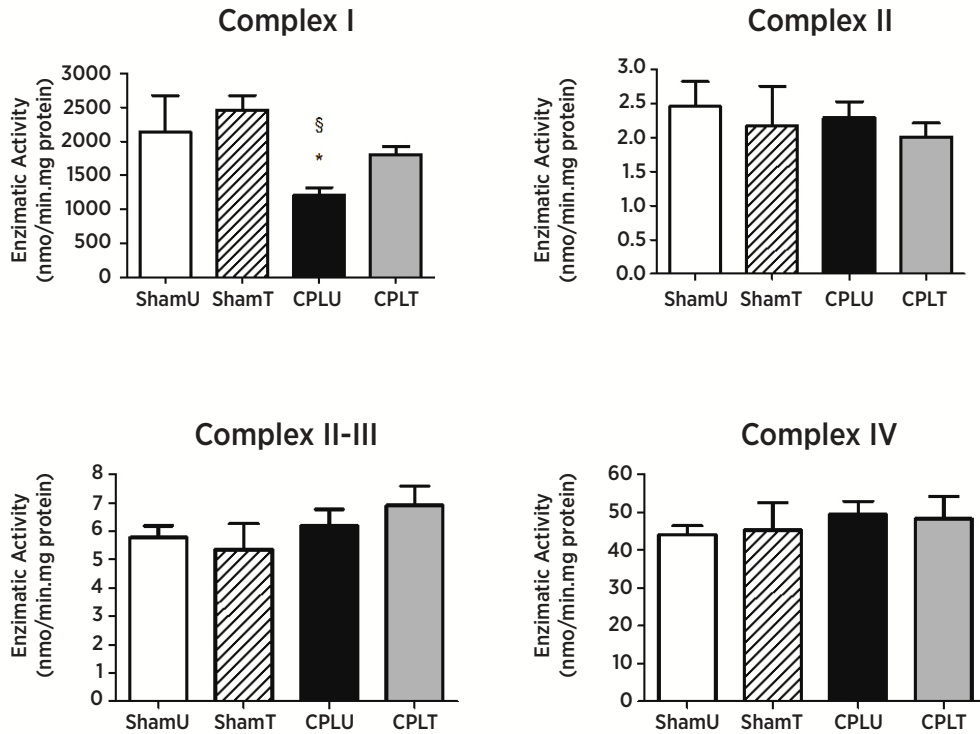 Complex I
Enzimatic Activity
(nmo/min.mg protein)
3000
2500
2000
1500
1000
500
0
§
*
ShamU ShamT CPLU CPLT
Complex II
Enzimatic Activity
(nmo/min.mg protein)
3.0
2.5
2.0
1.5
1.0
0.5
0.0
ShamU ShamT CPLU CPLT
Complex II-III
Enzimatic Activity
(nmo/min.mg protein)
8
7
6
5
4
3
2
1
0
ShamU ShamT CPLU CPLT
Complex IV
Enzimatic Activity
(nmo/min.mg protein)
60
50
40
30
20
10
0
ShamU ShamT CPLU CPLT